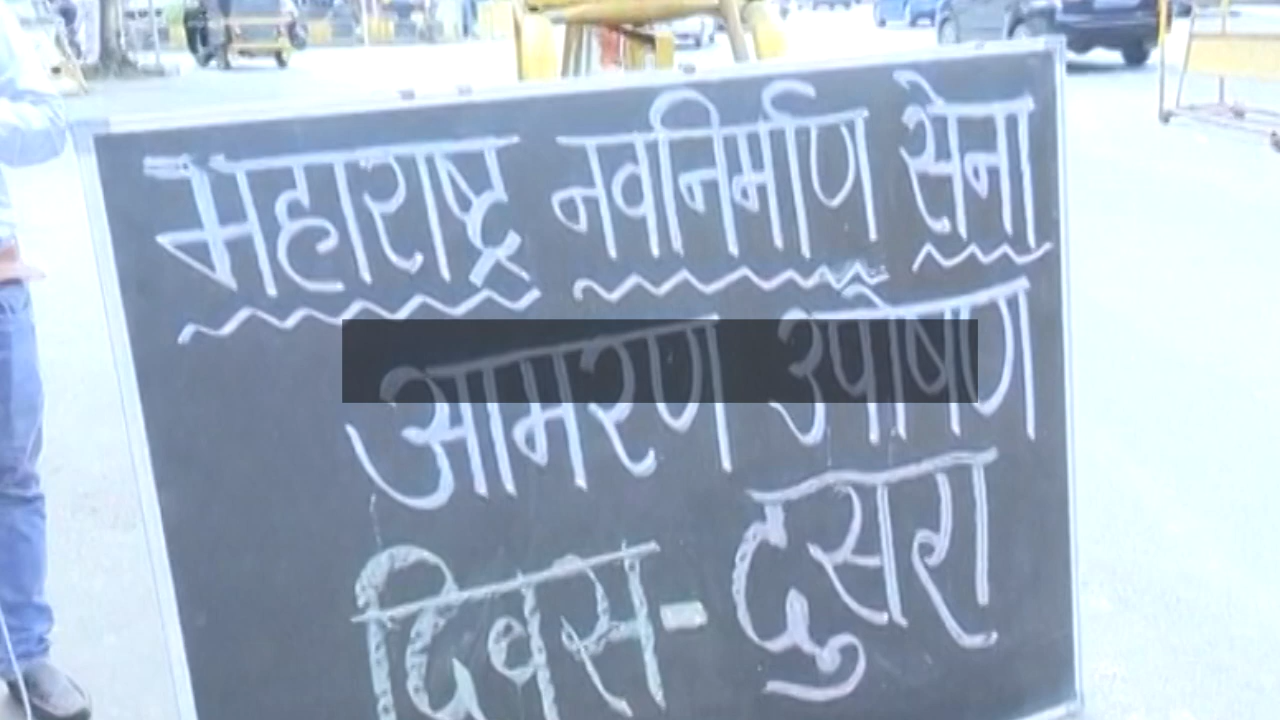 महाराष्ट्र नवनिर्माण सेना
आमरण उपोषण
दिवस - दुसरा